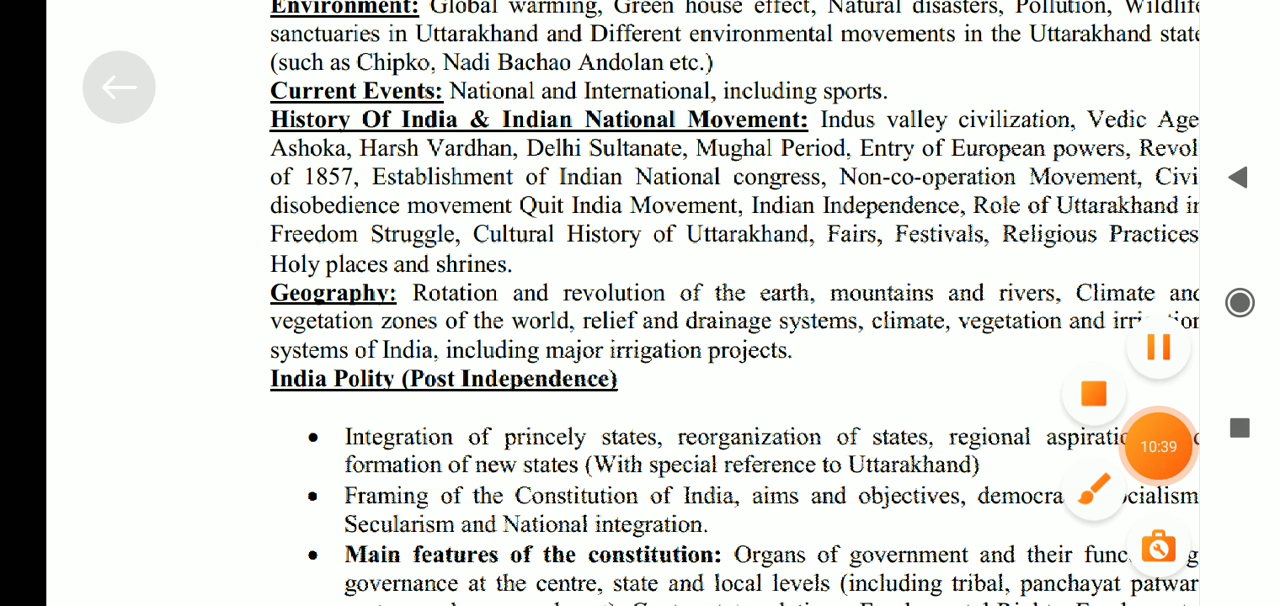 Environment: Global warming, Green house effect, Natural disasters, Pollution, Wildlife
sanctuaries in Uttarakhand and Different environmental movements in the Uttarakhand state
(such as Chipko, Nadi Bachao Andolan etc.)
Current Events: National and International, including sports.
History Of India & Indian National Movement: Indus valley civilization, Vedic Age
Ashoka, Harsh Vardhan, Delhi Sultanate, Mughal Period, Entry of European powers, Revol
of 1857, Establishment of Indian National congress, Non-co-operation Movement, Civi
disobedience movement Quit India Movement, Indian Independence, Role of Uttarakhand in
Freedom Struggle, Cultural History of Uttarakhand, Fairs, Festivals, Religious Practices
Holy places and shrines.
Geography: Rotation and revolution of the earth, mountains and rivers, Climate and
vegetation zones of the world, relief and drainage systems, climate, vegetation and
systems of India, including major irrigation projects.
India Polity (Post Independence)
• Integration of princely states, reorganization of states, regional
formation of new states (With special reference to Uttarakhand)
10:39
• Framing of the Constitution of India, aims and objectives,
Secularism and National integration.
• Main features of the constitution: Organs of government and their
governance at the centre, state and local levels (including tribal, panchayat patwar